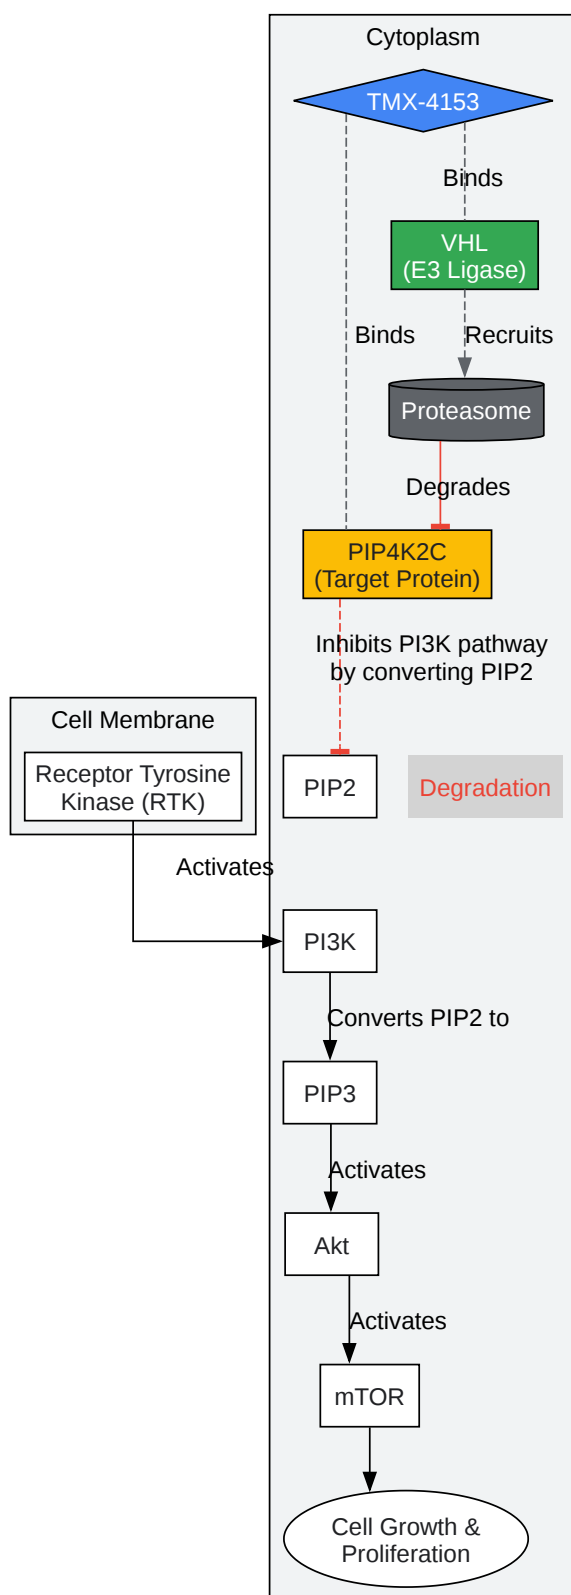 Cytoplasm
TMX-4153
Binds
VHL
(E3 Ligase)
Binds
Recruits
Proteasome
Degrades
PIP4K2C
(Target Protein)
Inhibits PI3K pathway
by converting PIP2
Cell Membrane
Receptor Tyrosine
Kinase (RTK)
PIP2
Degradation
Activates
PI3K
Converts PIP2 to
PIP3
Activates
Akt
Activates
mTOR
Cell Growth &
Proliferation